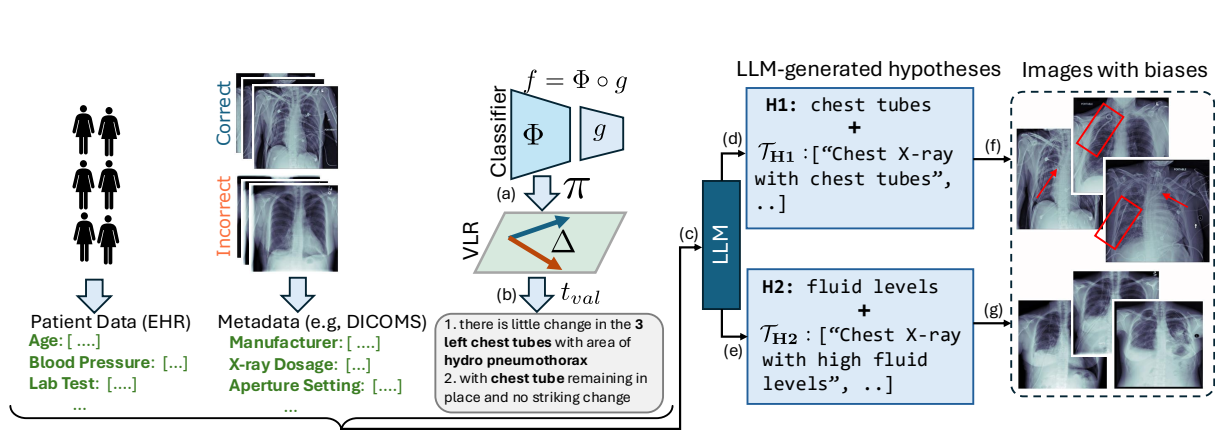 Correct
Incorrect
Patient Data (EHR)
Age: [ ....]
Blood Pressure: [...]
Lab Test: [....]
...
Metadata (e.g, DICOMS)
Manufacturer: [ ....]
X-ray Dosage: [...]
Aperture Setting: [....]
...
f = Φ ∘ g
Classifier
Φ
g
(a)
π
VLR
Δ
(b)
t_val
1. there is little change in the 3
left chest tubes with area of
hydro pneumothorax
2. with chest tube remaining in
place and no striking change
(c)
LLM
(d)
(e)
LLM-generated hypotheses
H1: chest tubes
+
𝒯_H1 :["Chest X-ray
with chest tubes",
..]
H2: fluid levels
+
𝒯_H2 : ["Chest X-ray
with high fluid
levels", ..]
(f)
(g)
Images with biases